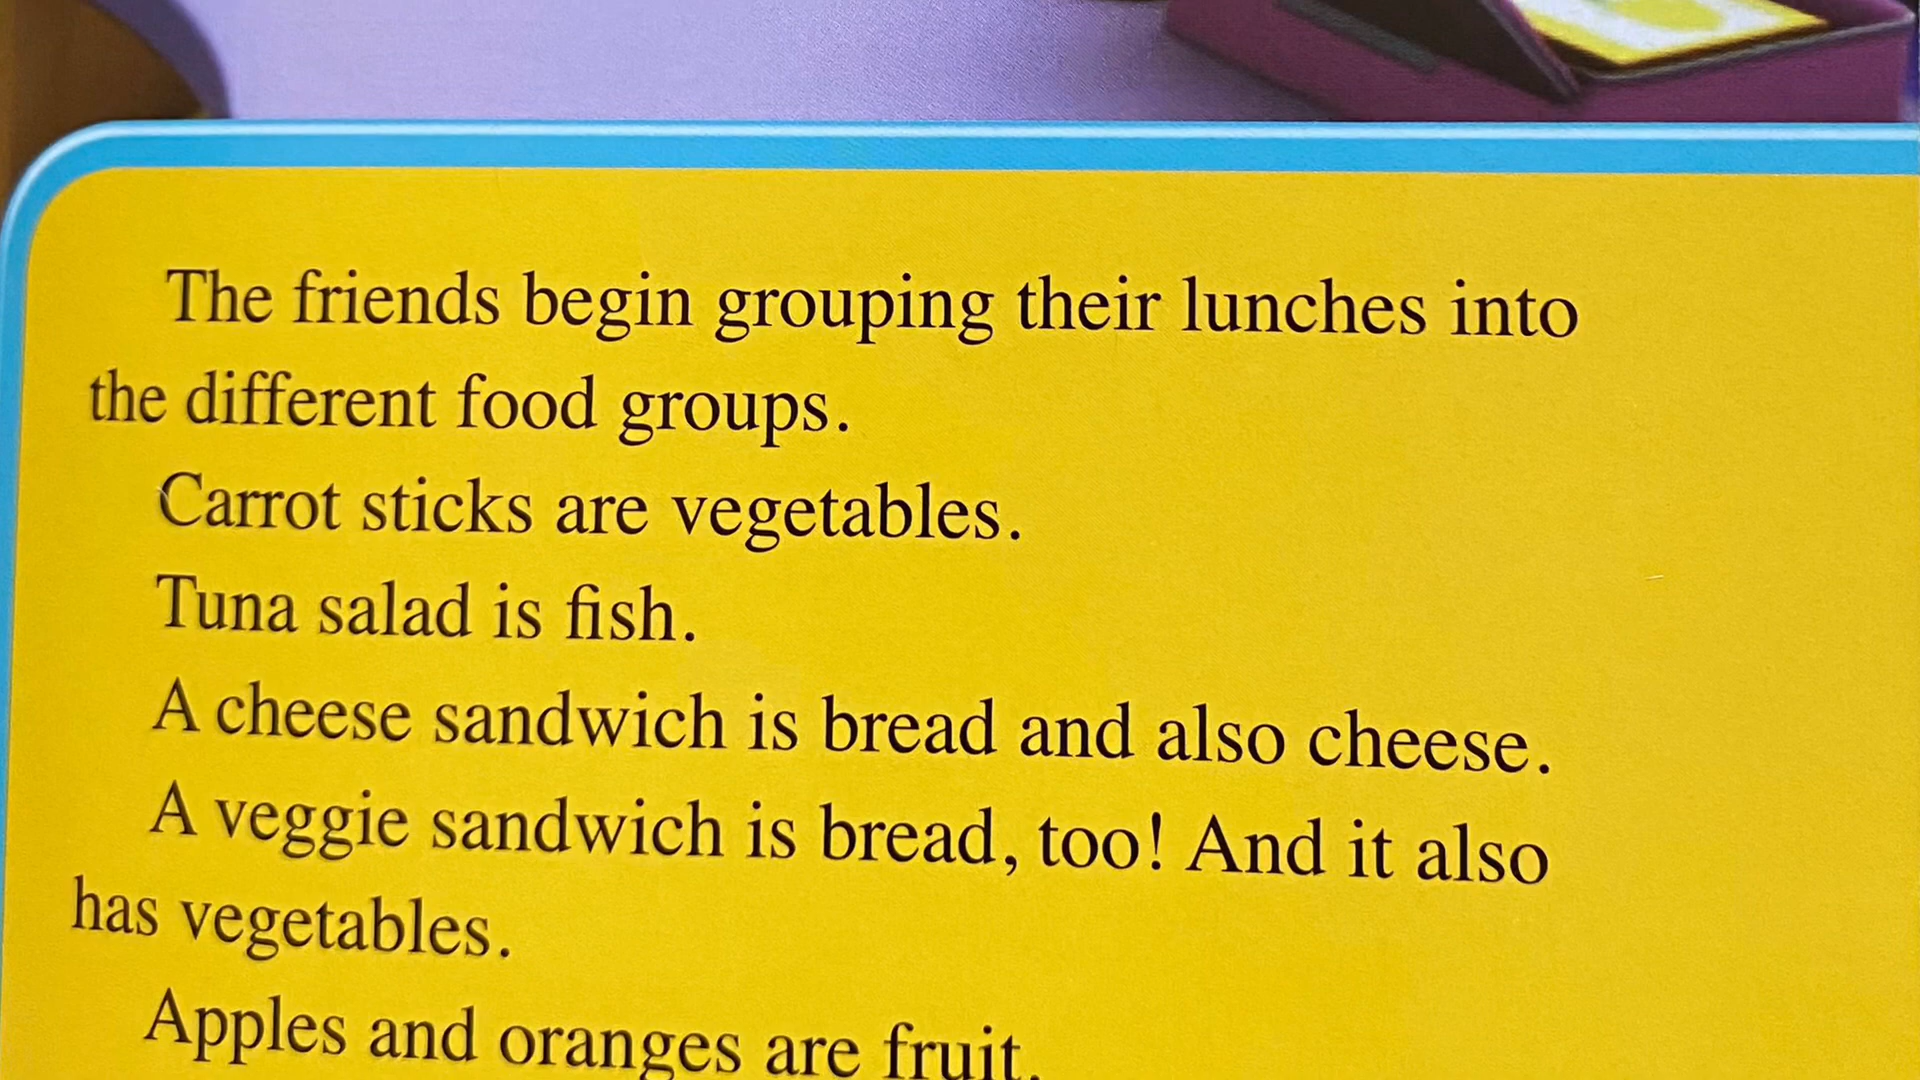 The friends begin grouping their lunches into
the different food groups.
Carrot sticks are vegetables.
Tuna salad is fish.
A cheese sandwich is bread and also cheese.
A veggie sandwich is bread, too! And it also
has vegetables.
Apples and oranges are fruit.